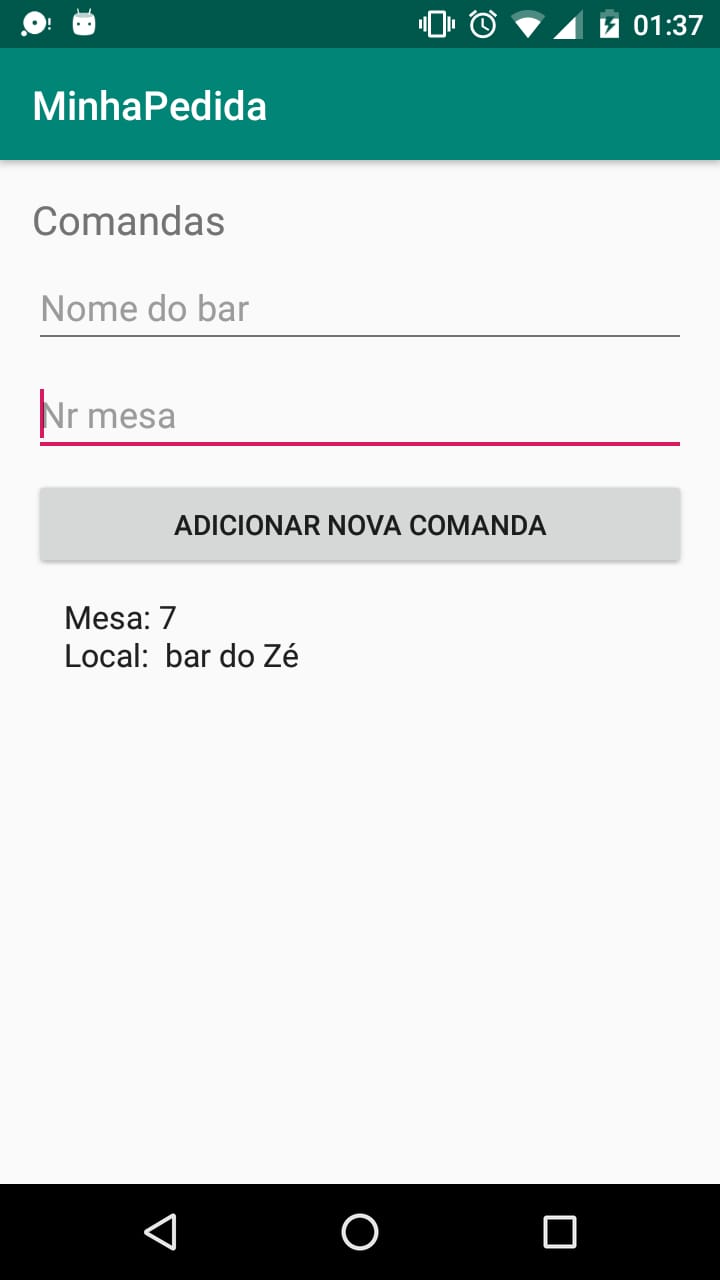 01:37
MinhaPedida
Comandas
Nome do bar
Nr mesa
ADICIONAR NOVA COMANDA
Mesa: 7
Local:  bar do Zé